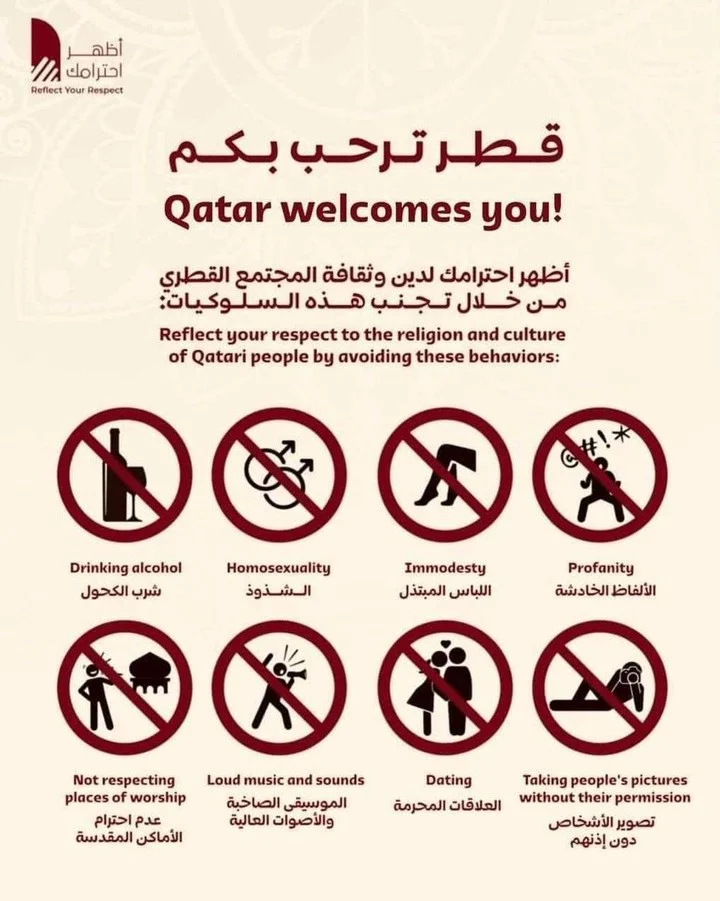 أظهر
احترامك
Reflect Your Respect
قطر ترحب بكم
Qatar welcomes you!
أظهر احترامك لدين وثقافة المجتمع القطري
من خلال تجنب هذه السلوكيات:
Reflect your respect to the religion and culture
of Qatari people by avoiding these behaviors:
@#!*
Drinking alcohol
شرب الكحول
Homosexuality
الشذوذ
Immodesty
اللباس المبتذل
Profanity
الألفاظ الخادشة
Not respecting
places of worship
عدم احترام
الأماكن المقدسة
Loud music and sounds
الموسيقى الصاخبة
والأصوات العالية
Dating
العلاقات المحرمة
Taking people's pictures
without their permission
تصوير الأشخاص
دون إذنهم